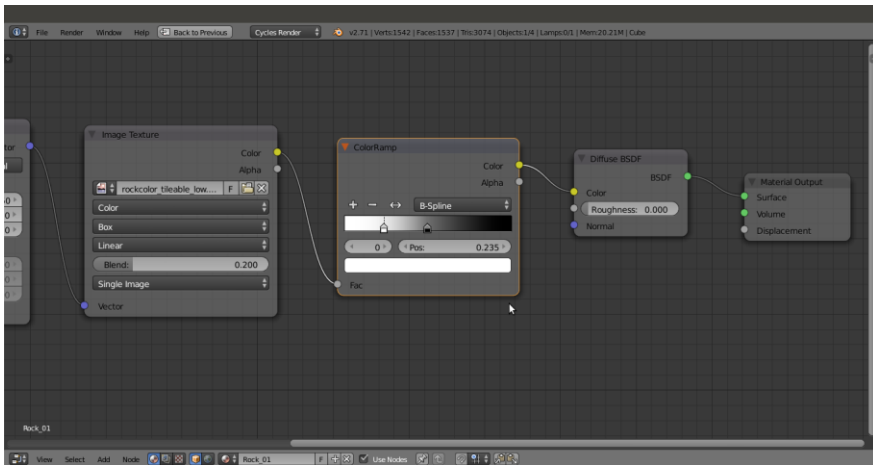 File Render Window Help Back to Previous Cycles Render v2.71 | Verts:1542 | Faces:1537 | Tris:3074 | Objects:1/4 | Lamps:0/1 | Mem:20.21M | Cube
Image Texture
Color
Alpha
rockcolor_tileable_low.... F
Color
Box
Linear
Blend: 0.200
Single Image
Vector
ColorRamp
Color
Alpha
B-Spline
0 Pos: 0.235
Fac
Diffuse BSDF
BSDF
Color
Roughness: 0.000
Normal
Material Output
Surface
Volume
Displacement
Rock_01
View Select Add Node Rock_01 F Use Nodes